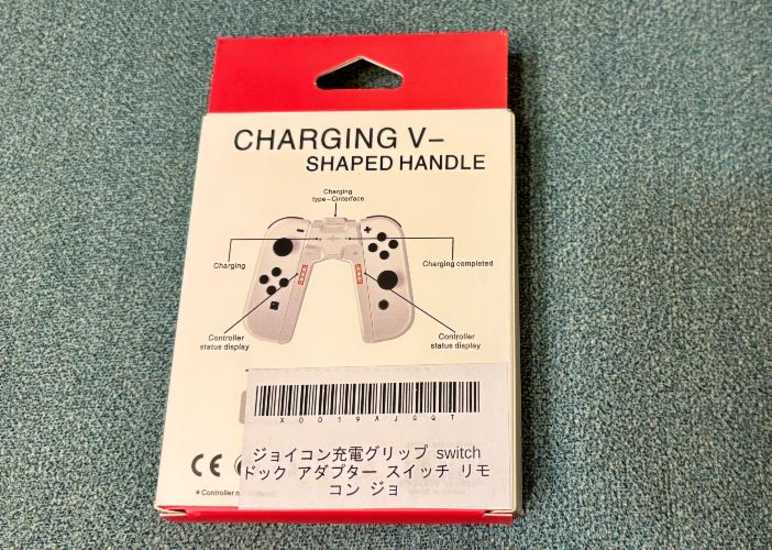 CHARGING V-
SHAPED HANDLE
Charging
type-Cinterface
Charging
Charging completed
Controller
status display
Controller
status display
ジョイコン充電グリップ switch
ドック アダプター スイッチ リモ
コン ジョ
CE
* Controller